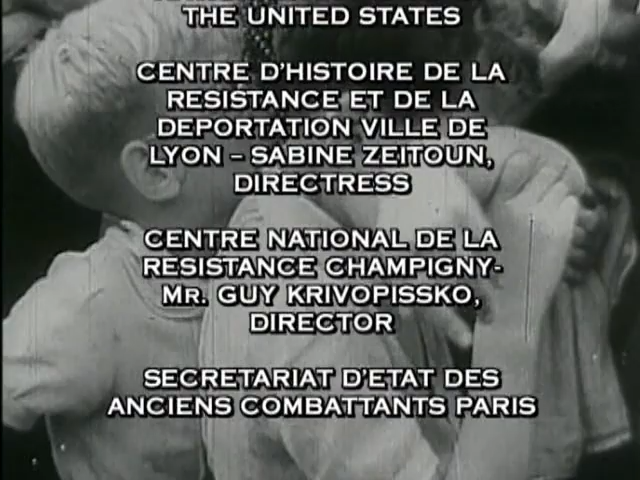 THE UNITED STATES
CENTRE D'HISTOIRE DE LA
RESISTANCE ET DE LA
DEPORTATION VILLE DE
LYON – SABINE ZEITOUN,
DIRECTRESS
CENTRE NATIONAL DE LA
RESISTANCE CHAMPIGNY-
MR. GUY KRIVOPISSKO,
DIRECTOR
SECRETARIAT D'ETAT DES
ANCIENS COMBATTANTS PARIS